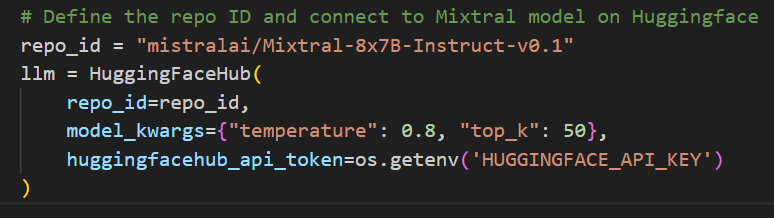 # Define the repo ID and connect to Mixtral model on Huggingface
repo_id = "mistralai/Mixtral-8x7B-Instruct-v0.1"
llm = HuggingFaceHub(
    repo_id=repo_id,
    model_kwargs={"temperature": 0.8, "top_k": 50},
    huggingfacehub_api_token=os.getenv('HUGGINGFACE_API_KEY')
)